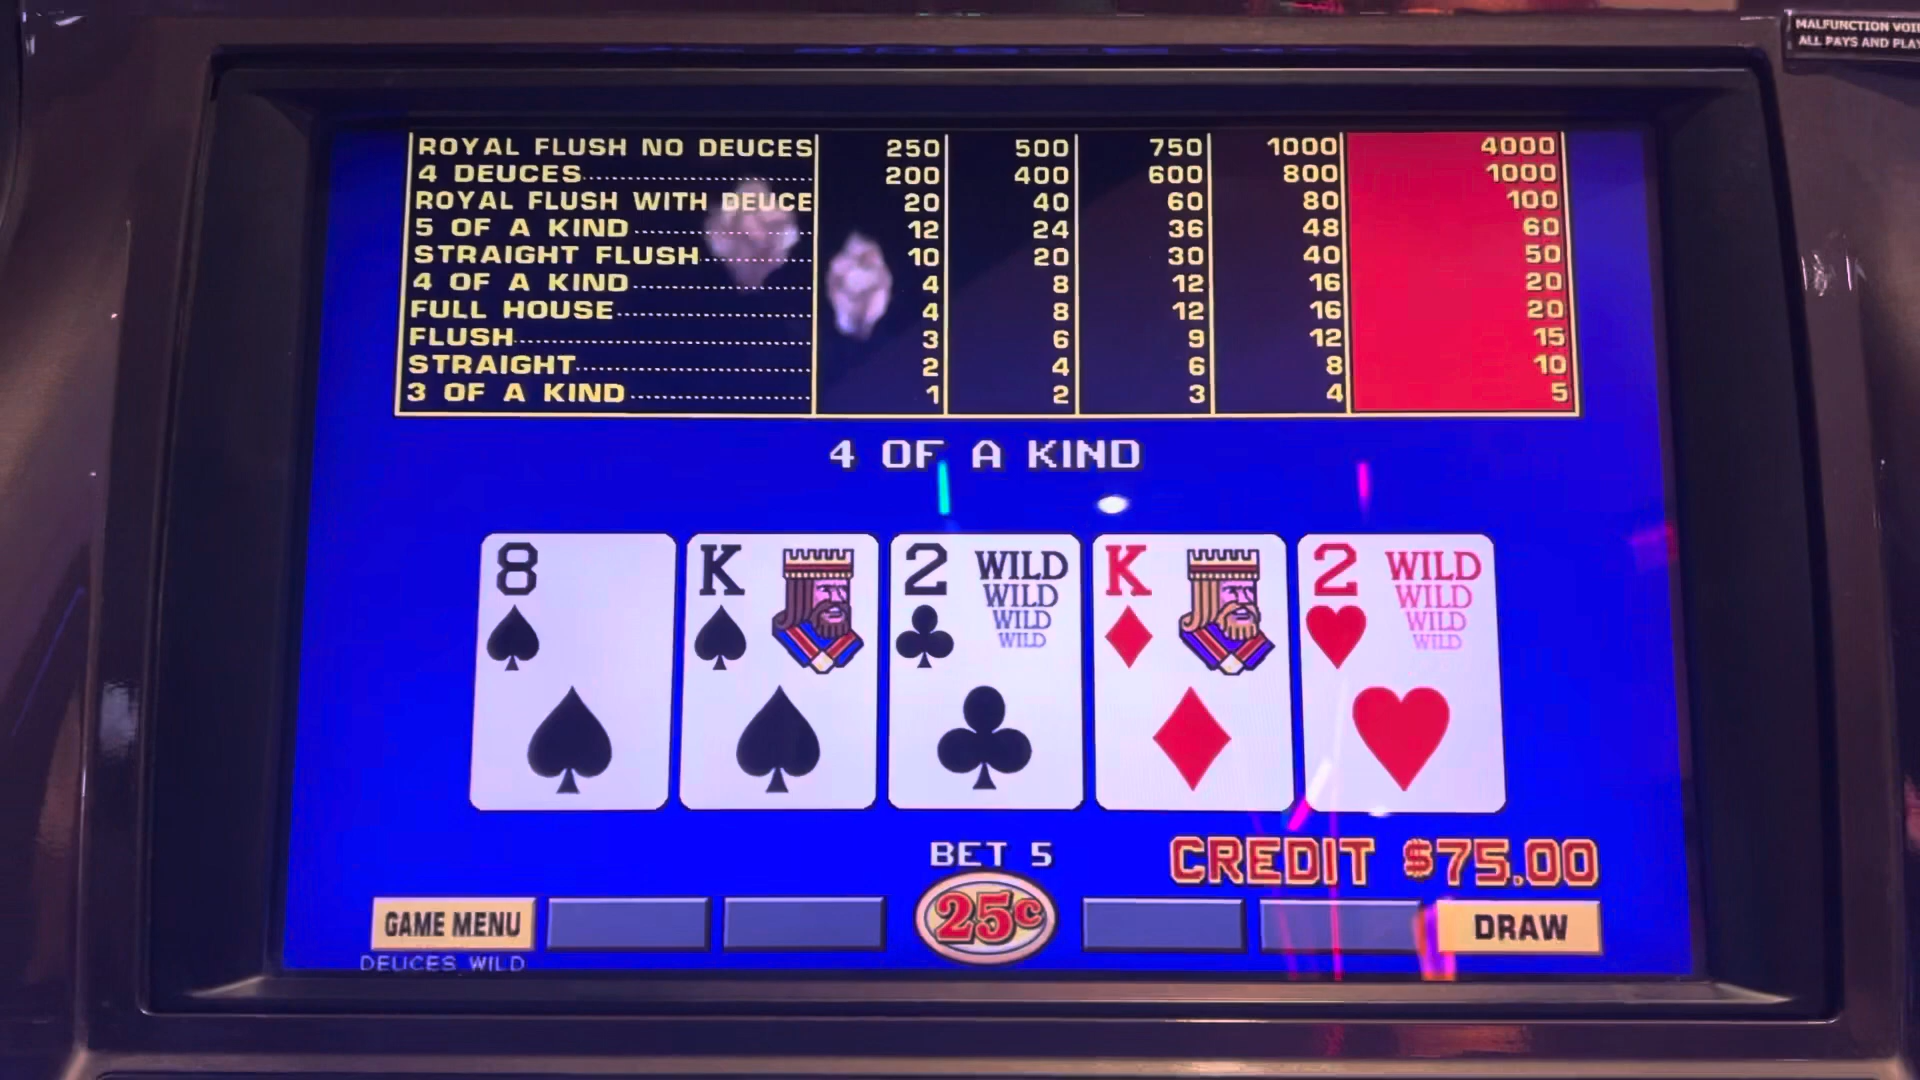 MALFUNCTION VOI
ALL PAYS AND PLAY
ROYAL FLUSH NO DEUCES 250 500 750 1000 4000
4 DEUCES 200 400 600 800 1000
ROYAL FLUSH WITH DEUCE 20 40 60 80 100
5 OF A KIND 12 24 36 48 60
STRAIGHT FLUSH 10 20 30 40 50
4 OF A KIND 4 8 12 16 20
FULL HOUSE 4 8 12 16 20
FLUSH 3 6 9 12 15
STRAIGHT 2 4 6 8 10
3 OF A KIND 1 2 3 4 5
4 OF A KIND
8 K 2 WILD K 2 WILD
WILD WILD
WILD WILD
WILD WILD
BET 5 CREDIT $75.00
GAME MENU 25¢ DRAW
DEUCES WILD